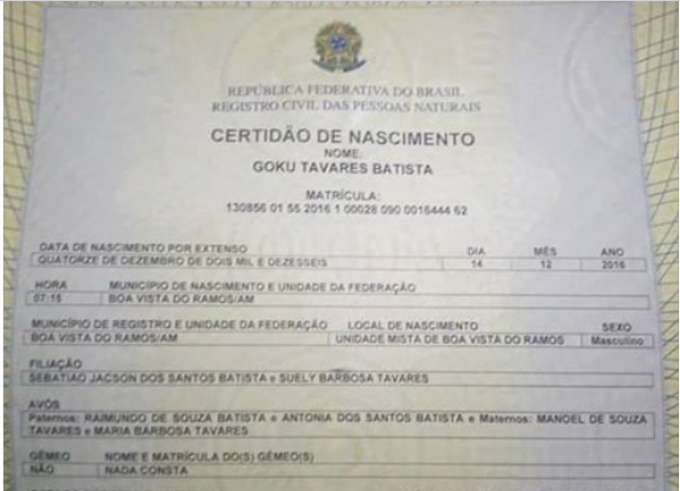 REPÚBLICA FEDERATIVA DO BRASIL
REGISTRO CIVIL DAS PESSOAS NATURAIS
CERTIDÃO DE NASCIMENTO
NOME:
GOKU TAVARES BATISTA
MATRÍCULA:
130856 01 55 2016 1 00028 090 0016444 62
DATA DE NASCIMENTO POR EXTENSO DIA MÊS ANO
QUATORZE DE DEZEMBRO DE DOIS MIL E DEZESSEIS 14 12 2016
HORA MUNICÍPIO DE NASCIMENTO E UNIDADE DA FEDERAÇÃO
07:15 BOA VISTA DO RAMOS/AM
MUNICÍPIO DE REGISTRO E UNIDADE DA FEDERAÇÃO LOCAL DE NASCIMENTO SEXO
BOA VISTA DO RAMOS/AM UNIDADE MISTA DE BOA VISTA DO RAMOS Masculino
FILIAÇÃO
SEBATIAO JACSON DOS SANTOS BATISTA e SUELY BARBOSA TAVARES
AVÓS
Paternos: RAIMUNDO DE SOUZA BATISTA e ANTONIA DOS SANTOS BATISTA e Maternos: MANOEL DE SOUZA
TAVARES e MARIA BARBOSA TAVARES
GÊMEO NOME E MATRÍCULA DO(S) GÊMEO(S)
NÃO NADA CONSTA